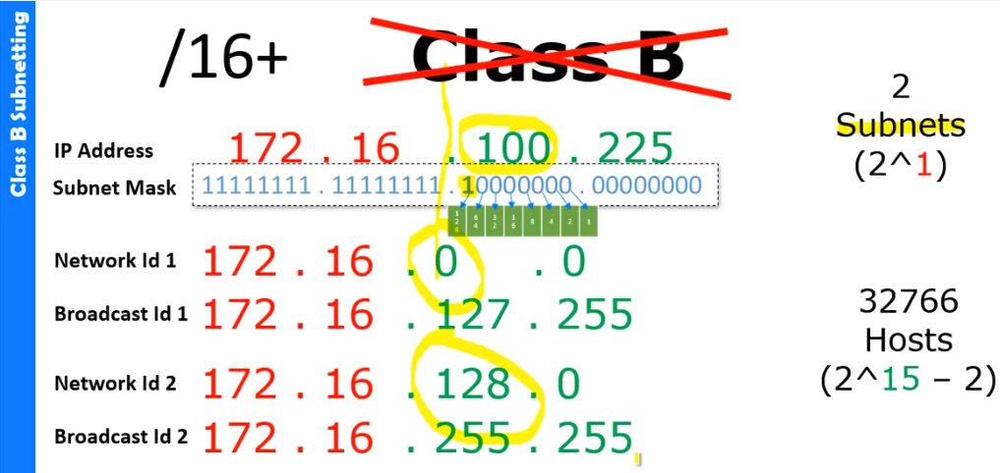 Class B Subnetting
/16+ Class B
2
Subnets
(2^1)
IP Address 172 . 16 . 100 . 225
Subnet Mask 11111111 . 11111111 . 10000000 . 00000000
128 64 32 16 8 4 2 1
Network Id 1 172 . 16 . 0 . 0
Broadcast Id 1 172 . 16 . 127 . 255
32766
Hosts
(2^15 – 2)
Network Id 2 172 . 16 . 128 . 0
Broadcast Id 2 172 . 16 . 255 . 255